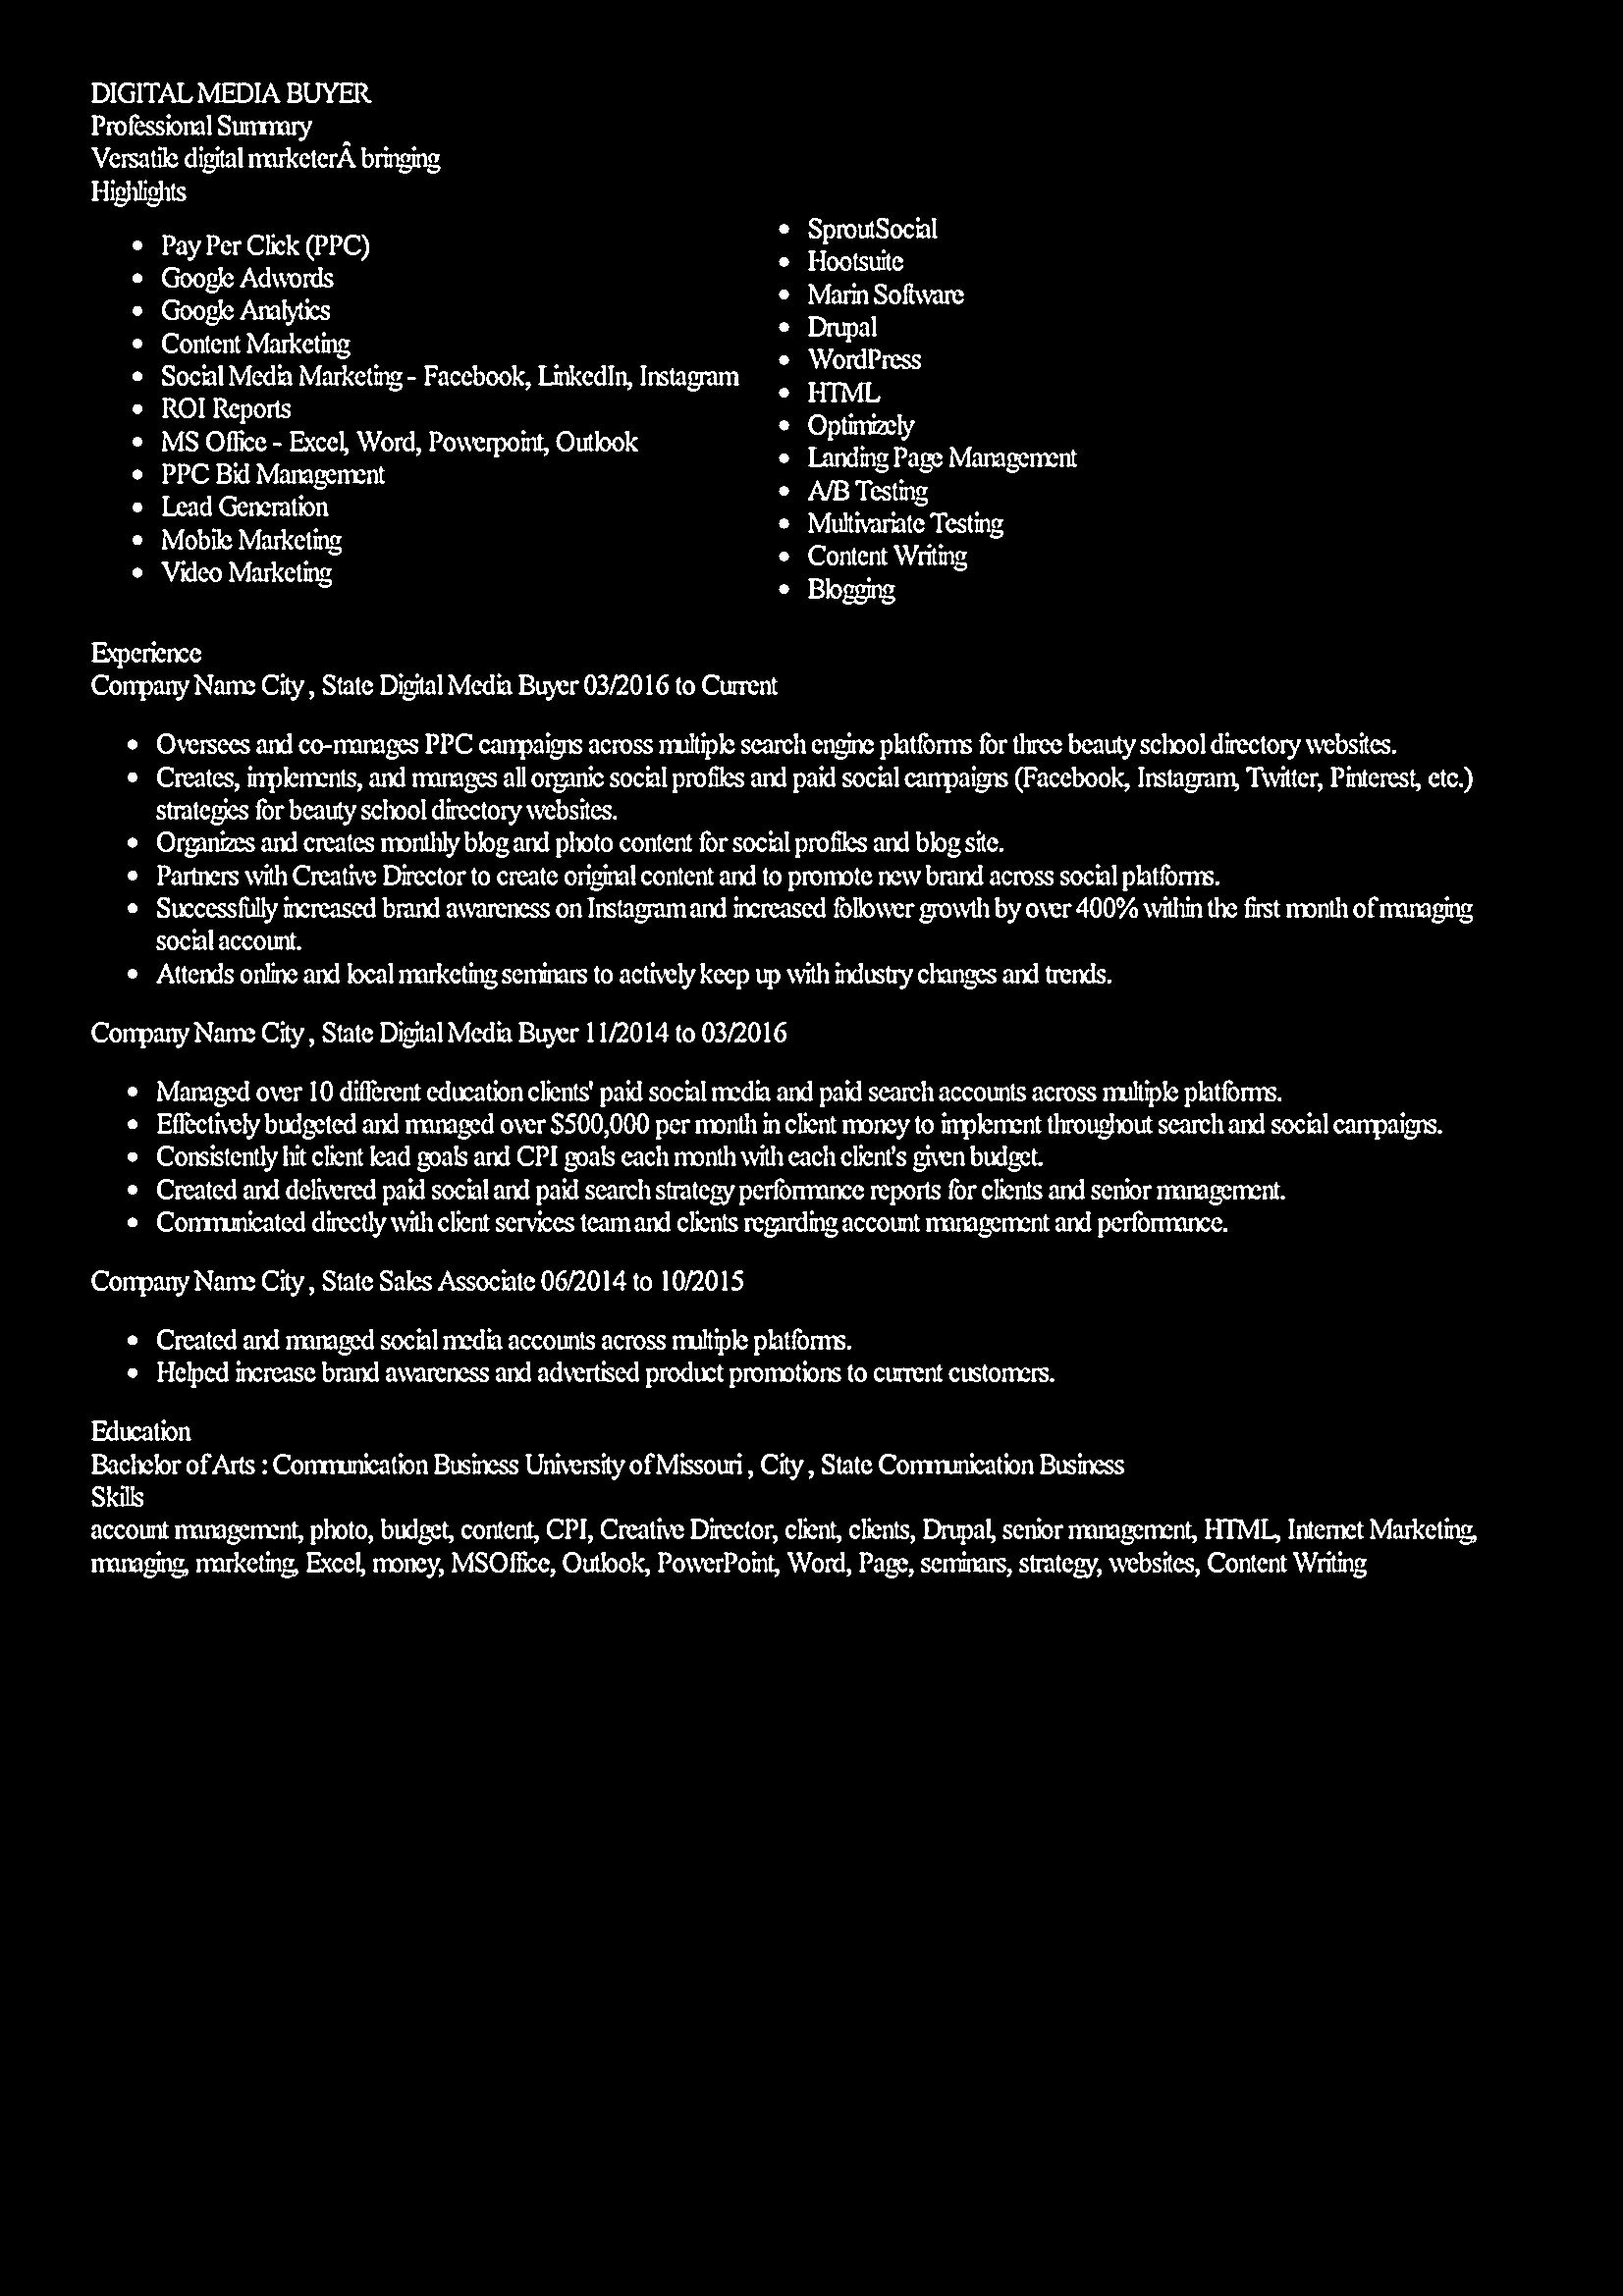 DIGITAL MEDIA BUYER
Professional Summary
Versatile digital marketerÂ bringing
Highlights
Pay Per Click (PPC)
Google Adwords
Google Analytics
Content Marketing
Social Media Marketing - Facebook, LinkedIn, Instagram
ROI Reports
MS Office - Excel, Word, Powerpoint, Outlook
PPC Bid Management
Lead Generation
Mobile Marketing
Video Marketing
SproutSocial
Hootsuite
Marin Software
Drupal
WordPress
HTML
Optimizely
Landing Page Management
A/B Testing
Multivariate Testing
Content Writing
Blogging
Experience
Company Name City , State Digital Media Buyer 03/2016 to Current
Oversees and co-manages PPC campaigns across multiple search engine platforms for three beauty school directory websites.
Creates, implements, and manages all organic social profiles and paid social campaigns (Facebook, Instagram, Twitter, Pinterest, etc.)
strategies for beauty school directory websites.
Organizes and creates monthly blog and photo content for social profiles and blog site.
Partners with Creative Director to create original content and to promote new brand across social platforms.
Successfully increased brand awareness on Instagram and increased follower growth by over 400% within the first month of managing
social account.
Attends online and local marketing seminars to actively keep up with industry changes and trends.
Company Name City , State Digital Media Buyer 11/2014 to 03/2016
Managed over 10 different education clients' paid social media and paid search accounts across multiple platforms.
Effectively budgeted and managed over $500,000 per month in client money to implement throughout search and social campaigns.
Consistently hit client lead goals and CPI goals each month with each client's given budget.
Created and delivered paid social and paid search strategy performance reports for clients and senior management.
Communicated directly with client services team and clients regarding account management and performance.
Company Name City , State Sales Associate 06/2014 to 10/2015
Created and managed social media accounts across multiple platforms.
Helped increase brand awareness and advertised product promotions to current customers.
Education
Bachelor of Arts : Communication Business University of Missouri , City , State Communication Business
Skills
account management, photo, budget, content, CPI, Creative Director, client, clients, Drupal, senior management, HTML, Internet Marketing,
managing, marketing, Excel, money, MSOffice, Outlook, PowerPoint, Word, Page, seminars, strategy, websites, Content Writing